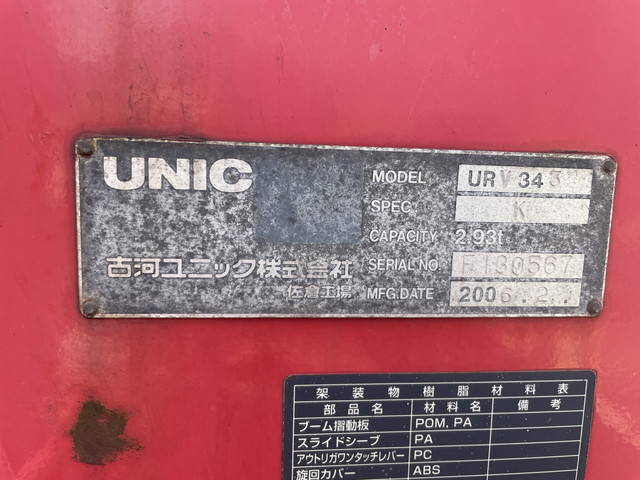 UNIC
MODEL URV343
SPEC. K
CAPACITY 2.93t
古河ユニック株式会社 SERIAL NO.
佐倉工場 MFG.DATE 2006.2
架装物樹脂材料表
部品名 材料名 備考
ブーム摺動板 POM, PA
スライドシーブ PA
アウトリガワンタッチレバー PC
旋回カバー ABS